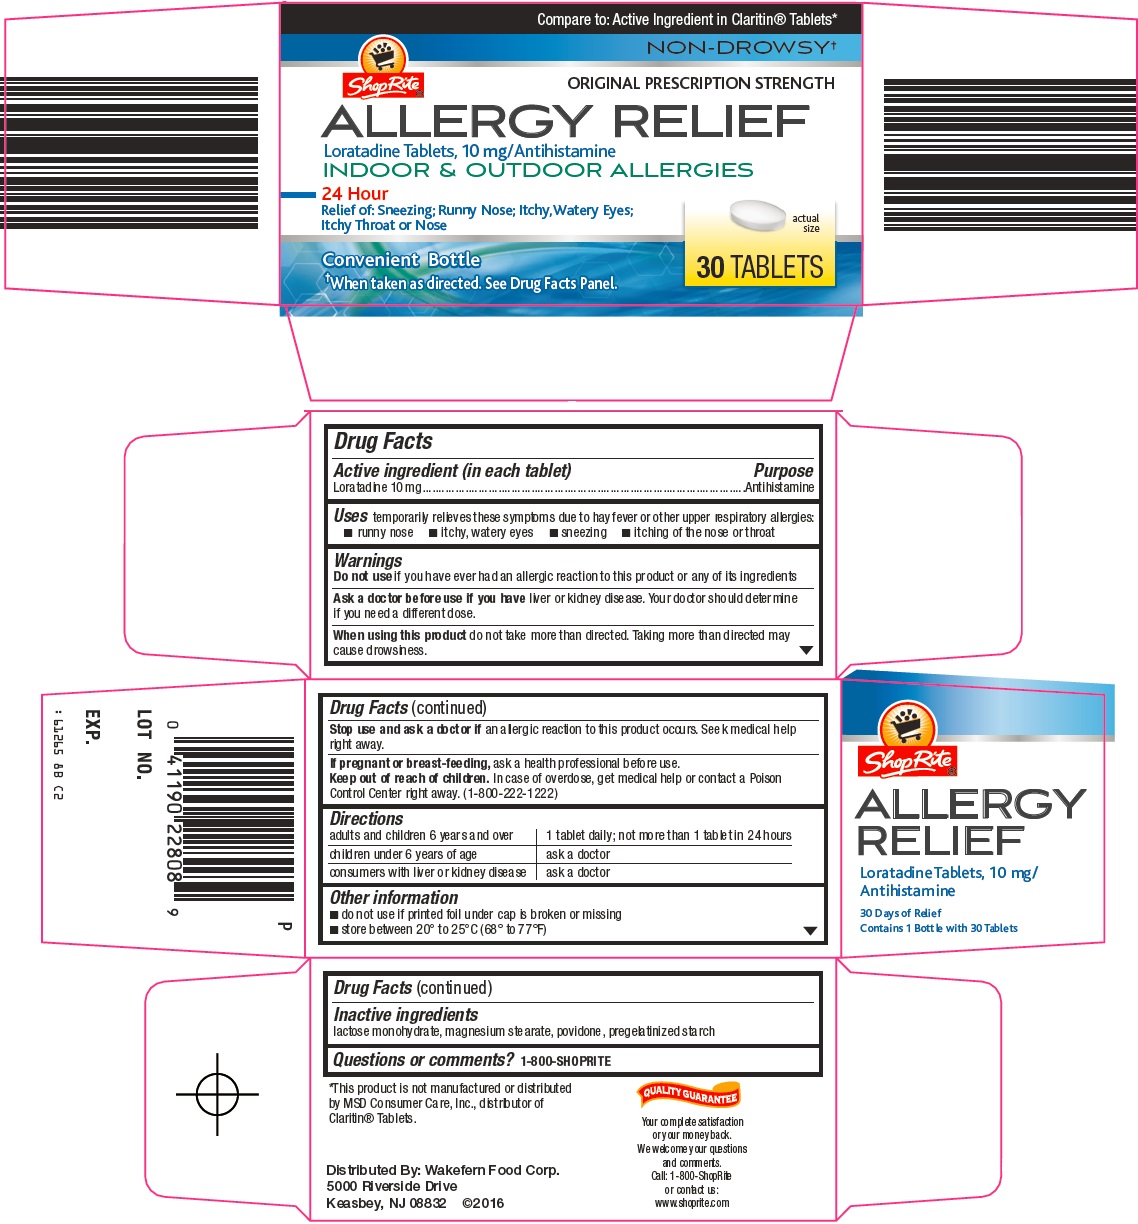 Compare to: Active Ingredient in Claritin® Tablets*
NON-DROWSY†
ShopRite®
ORIGINAL PRESCRIPTION STRENGTH
ALLERGY RELIEF
Loratadine Tablets, 10 mg/Antihistamine
INDOOR & OUTDOOR ALLERGIES
24 Hour
Relief of: Sneezing; Runny Nose; Itchy, Watery Eyes;
Itchy Throat or Nose
actual
size
30 TABLETS
Convenient Bottle
†When taken as directed. See Drug Facts Panel.
Drug Facts
Active ingredient (in each tablet) Purpose
Loratadine 10 mg..........Antihistamine
Uses temporarily relieves these symptoms due to hay fever or other upper respiratory allergies:
■ runny nose ■ itchy, watery eyes ■ sneezing ■ itching of the nose or throat
Warnings
Do not use if you have ever had an allergic reaction to this product or any of its ingredients
Ask a doctor before use if you have liver or kidney disease. Your doctor should determine
if you need a different dose.
When using this product do not take more than directed. Taking more than directed may
cause drowsiness.
Drug Facts (continued)
Stop use and ask a doctor if an allergic reaction to this product occurs. Seek medical help
right away.
If pregnant or breast-feeding, ask a health professional before use.
Keep out of reach of children. In case of overdose, get medical help or contact a Poison
Control Center right away. (1-800-222-1222)
Directions
adults and children 6 years and over 1 tablet daily; not more than 1 tablet in 24 hours
children under 6 years of age ask a doctor
consumers with liver or kidney disease ask a doctor
Other information
■ do not use if printed foil under cap is broken or missing
■ store between 20° to 25°C (68° to 77°F)
: 61265 8B C2
EXP.
LOT NO.
0 41190 22808 9
P
ShopRite®
ALLERGY
RELIEF
Loratadine Tablets, 10 mg/
Antihistamine
30 Days of Relief
Contains 1 Bottle with 30 Tablets
Drug Facts (continued)
Inactive ingredients
lactose monohydrate, magnesium stearate, povidone, pregelatinized starch
Questions or comments? 1-800-SHOPRITE
*This product is not manufactured or distributed
by MSD Consumer Care, Inc., distributor of
Claritin® Tablets.
Distributed By: Wakefern Food Corp.
5000 Riverside Drive
Keasbey, NJ 08832 ©2016
QUALITY GUARANTEE
Your complete satisfaction
or your money back.
We welcome your questions
and comments.
Call: 1-800-ShopRite
or contact us:
www.shoprite.com